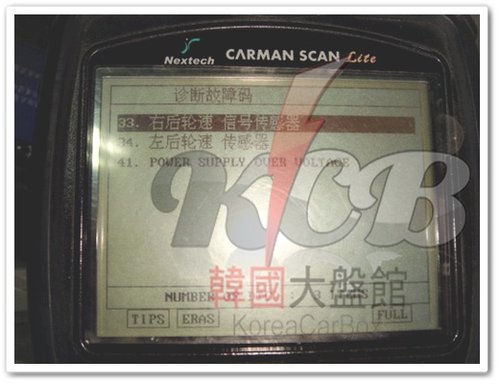 Nextech CARMAN SCAN Lite
诊断故障码
33. 右后轮速 信号传感器
34. 左后轮速 传感器
41. POWER SUPPLY OVER VOLTAGE
KCB
韓國大盤館
NUMBER
TIPS ERAS FULL
KoreaCarBox